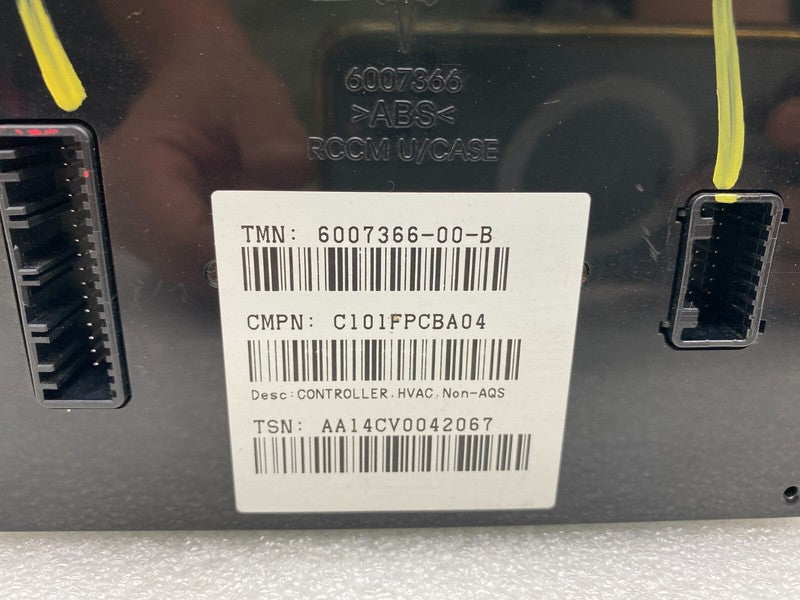 6007366
>ABS<
RCCM U/CASE
TMN: 6007366-00-B
CMPN: C101FPCBA04
Desc:CONTROLLER,HVAC,Non-AQS
TSN: AA14CV0042067